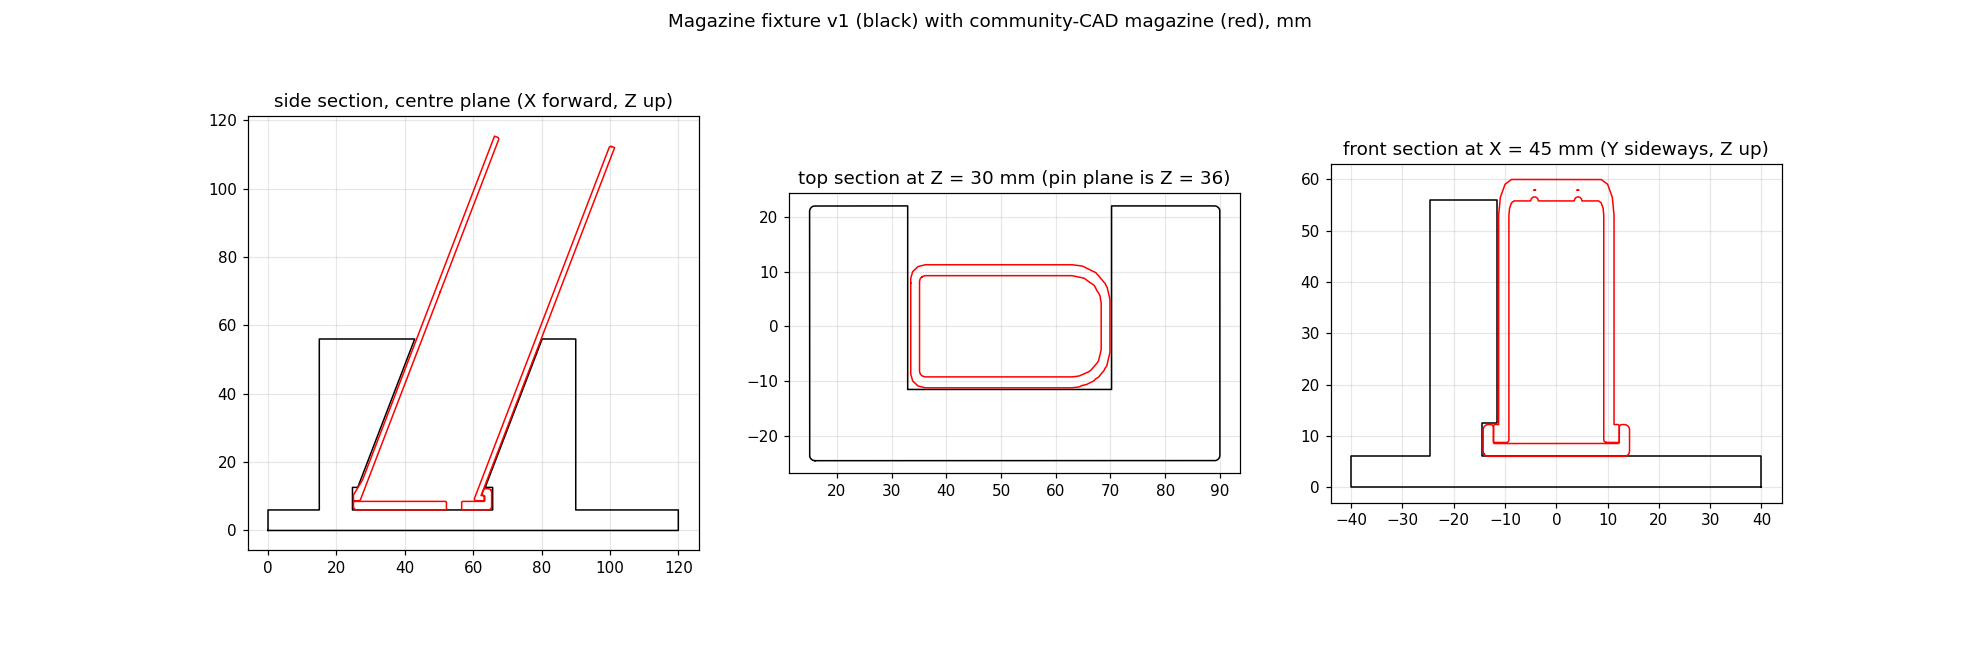 Magazine fixture v1 (black) with community-CAD magazine (red), mm
side section, centre plane (X forward, Z up)
120
100
80
60
40
20
0
0 20 40 60 80 100 120
top section at Z = 30 mm (pin plane is Z = 36)
20
10
0
−10
−20
20 30 40 50 60 70 80 90
front section at X = 45 mm (Y sideways, Z up)
60
50
40
30
20
10
0
−40 −30 −20 −10 0 10 20 30 40